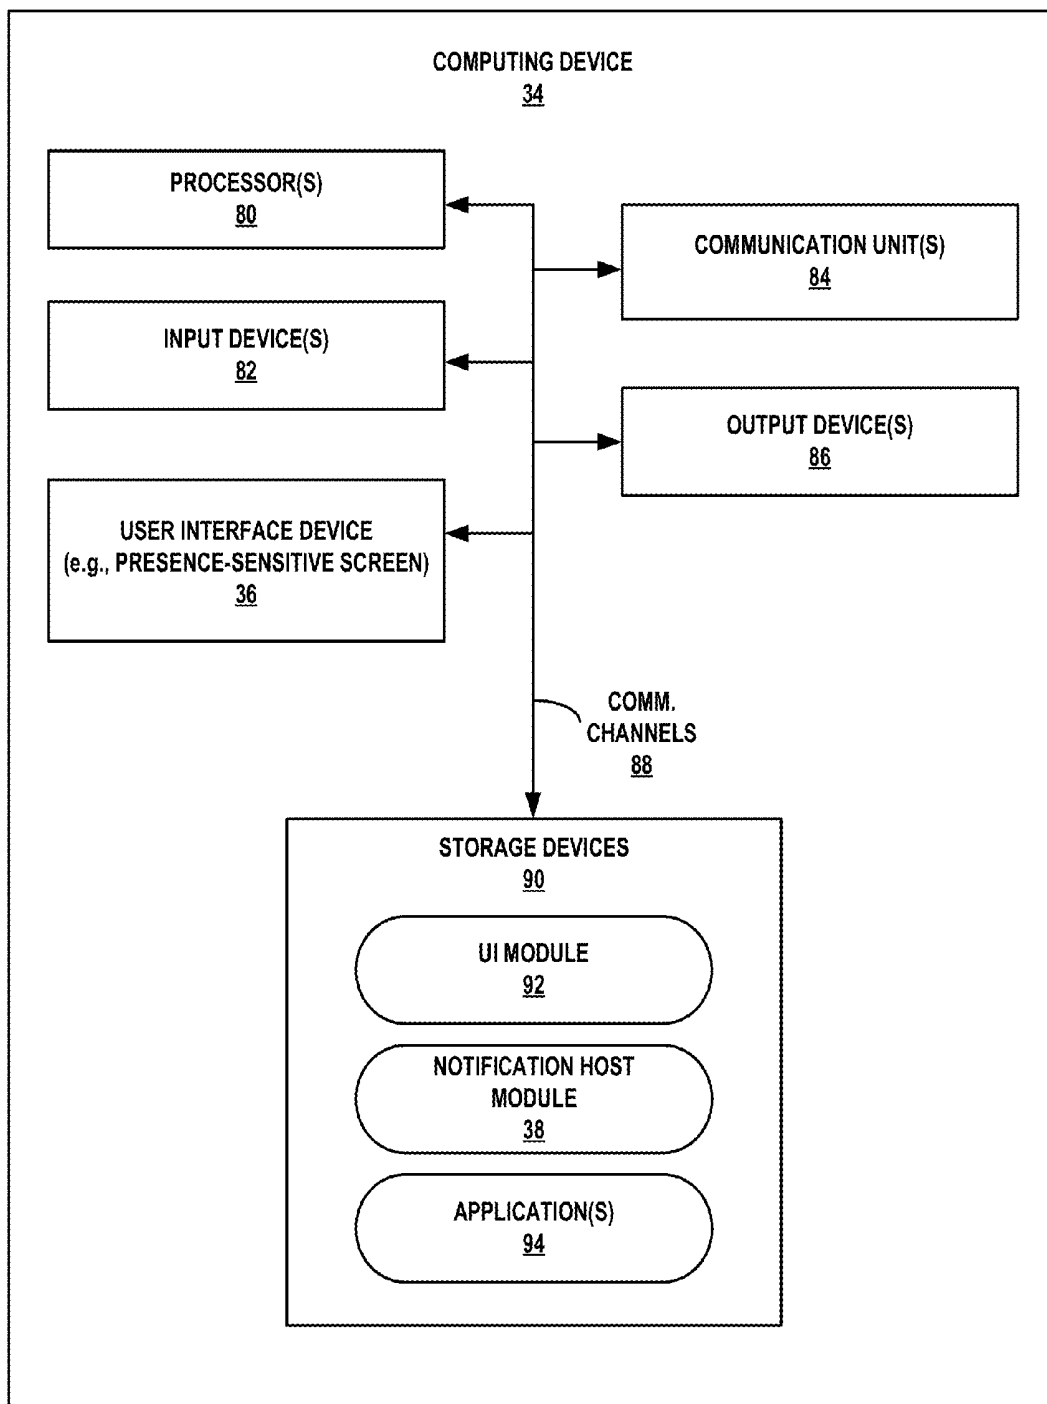 COMPUTING DEVICE
34
PROCESSOR(S)
80
COMMUNICATION UNIT(S)
84
INPUT DEVICE(S)
82
OUTPUT DEVICE(S)
86
USER INTERFACE DEVICE
(e.g., PRESENCE-SENSITIVE SCREEN)
36
COMM.
CHANNELS
88
STORAGE DEVICES
90
UI MODULE
92
NOTIFICATION HOST
MODULE
38
APPLICATION(S)
94